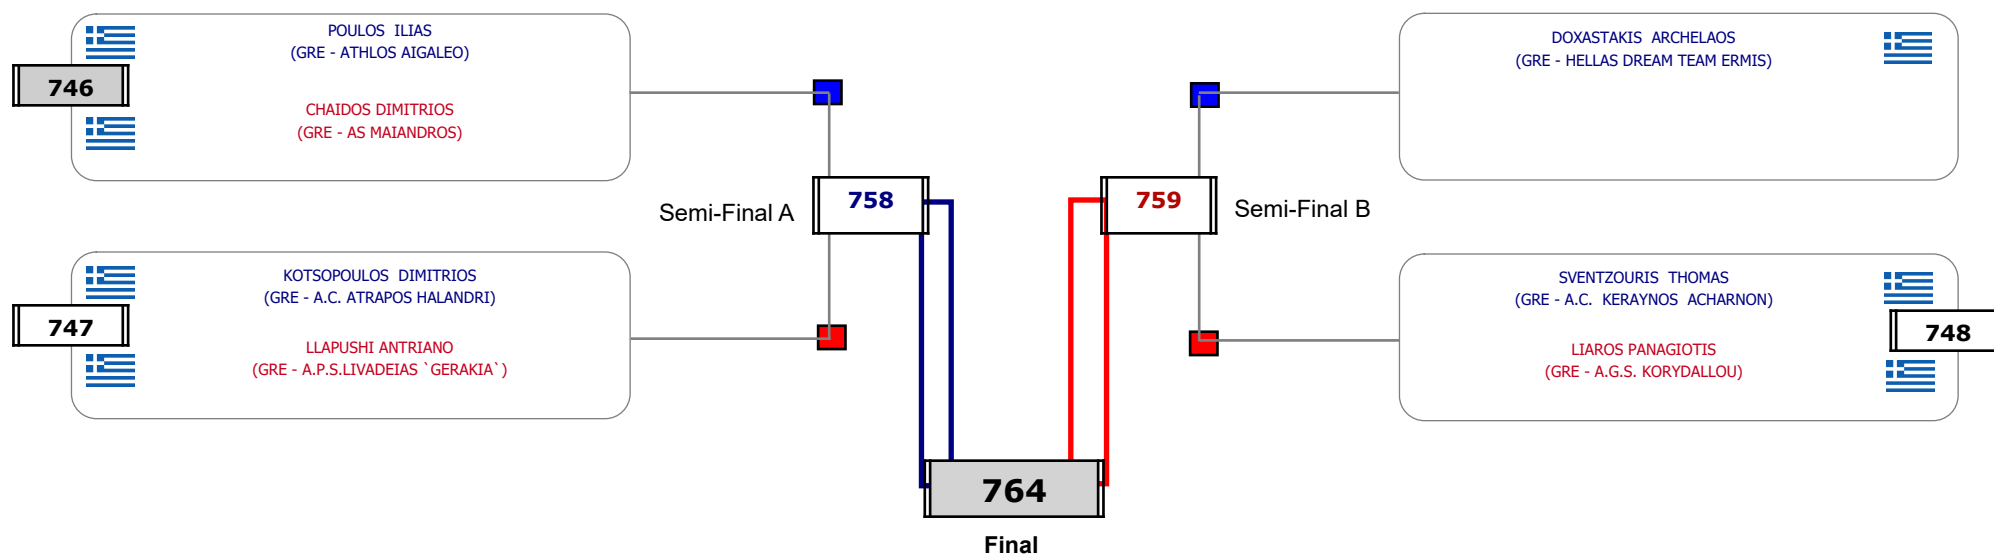 POULOS ILIAS
(GRE - ATHLOS AIGALEO)
746
CHAIDOS DIMITRIOS
(GRE - AS MAIANDROS)
KOTSOPOULOS DIMITRIOS
(GRE - A.C. ATRAPOS HALANDRI)
747
LLAPUSHI ANTRIANO
(GRE - A.P.S.LIVADEIAS `GERAKIA`)
Semi-Final A
758
759
Semi-Final B
DOXASTAKIS ARCHELAOS
(GRE - HELLAS DREAM TEAM ERMIS)
SVENTZOURIS THOMAS
(GRE - A.C. KERAYNOS ACHARNON)
748
LIAROS PANAGIOTIS
(GRE - A.G.S. KORYDALLOU)
764
Final